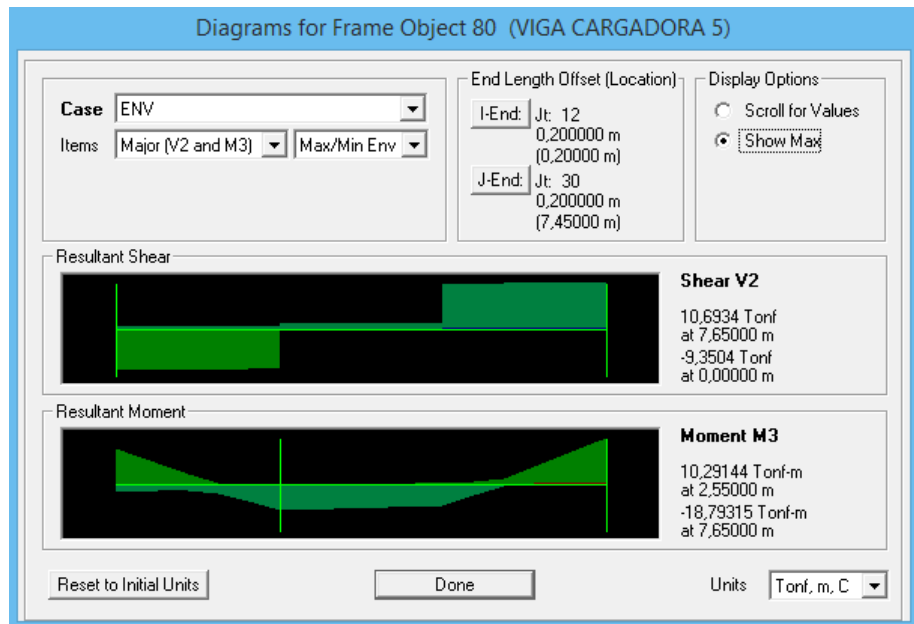 Diagrams for Frame Object 80 (VIGA CARGADORA 5)
Case ENV
Items Major (V2 and M3) Max/Min Env
End Length Offset (Location)
I-End: Jt: 12
0,200000 m
(0,20000 m)
J-End: Jt: 30
0,200000 m
(7,45000 m)
Display Options
Scroll for Values
Show Max
Resultant Shear
Shear V2
10,6934 Tonf
at 7,65000 m
-9,3504 Tonf
at 0,00000 m
Resultant Moment
Moment M3
10,29144 Tonf-m
at 2,55000 m
-18,79315 Tonf-m
at 7,65000 m
Reset to Initial Units
Done
Units Tonf, m, C